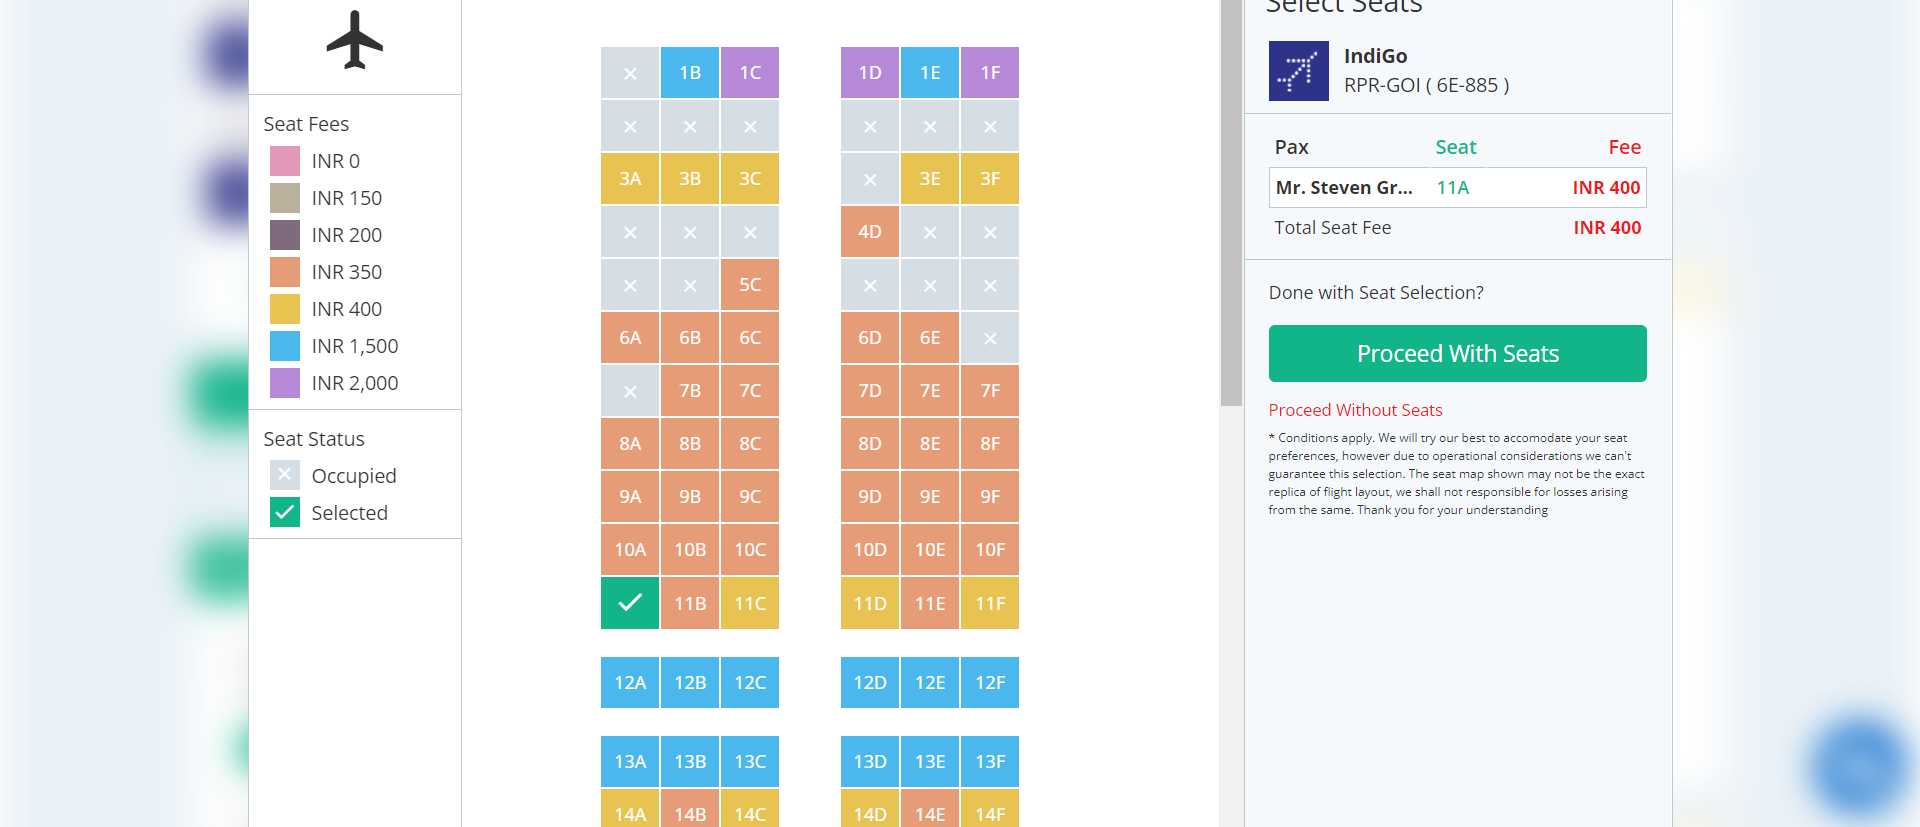 Seat Fees
INR 0
INR 150
INR 200
INR 350
INR 400
INR 1,500
INR 2,000
Seat Status
Occupied
Selected
1B 1C 1D 1E 1F
3A 3B 3C 3E 3F
4D
5C
6A 6B 6C 6D 6E
7B 7C 7D 7E 7F
8A 8B 8C 8D 8E 8F
9A 9B 9C 9D 9E 9F
10A 10B 10C 10D 10E 10F
11B 11C 11D 11E 11F
12A 12B 12C 12D 12E 12F
13A 13B 13C 13D 13E 13F
14A 14B 14C 14D 14E 14F
Select Seats
IndiGo
RPR-GOI ( 6E-885 )
Pax Seat Fee
Mr. Steven Gr... 11A INR 400
Total Seat Fee INR 400
Done with Seat Selection?
Proceed With Seats
Proceed Without Seats
* Conditions apply. We will try our best to accomodate your seat
preferences, however due to operational considerations we can't
guarantee this selection. The seat map shown may not be the exact
replica of flight layout, we shall not responsible for losses arising
from the same. Thank you for your understanding